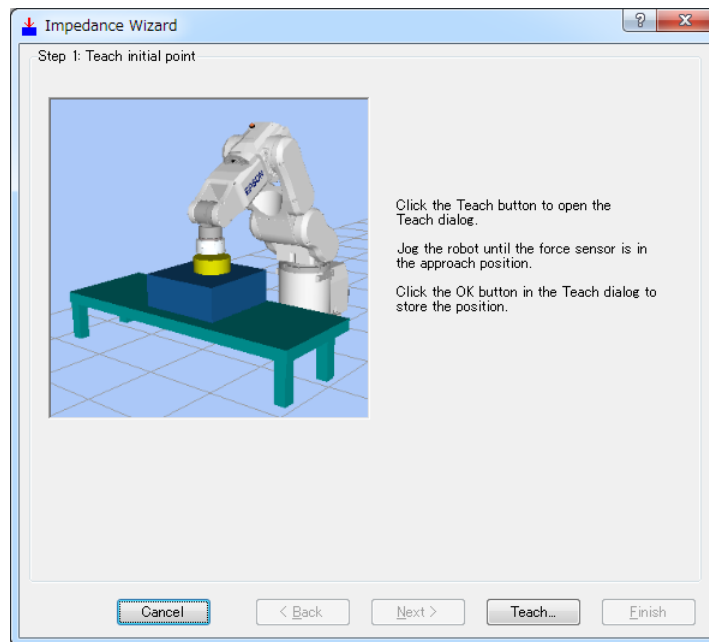 Impedance Wizard
?
X
Step 1: Teach initial point
EPSON
Click the Teach button to open the
Teach dialog.
Jog the robot until the force sensor is in
the approach position.
Click the OK button in the Teach dialog to
store the position.
Cancel
< Back
Next >
Teach...
Finish